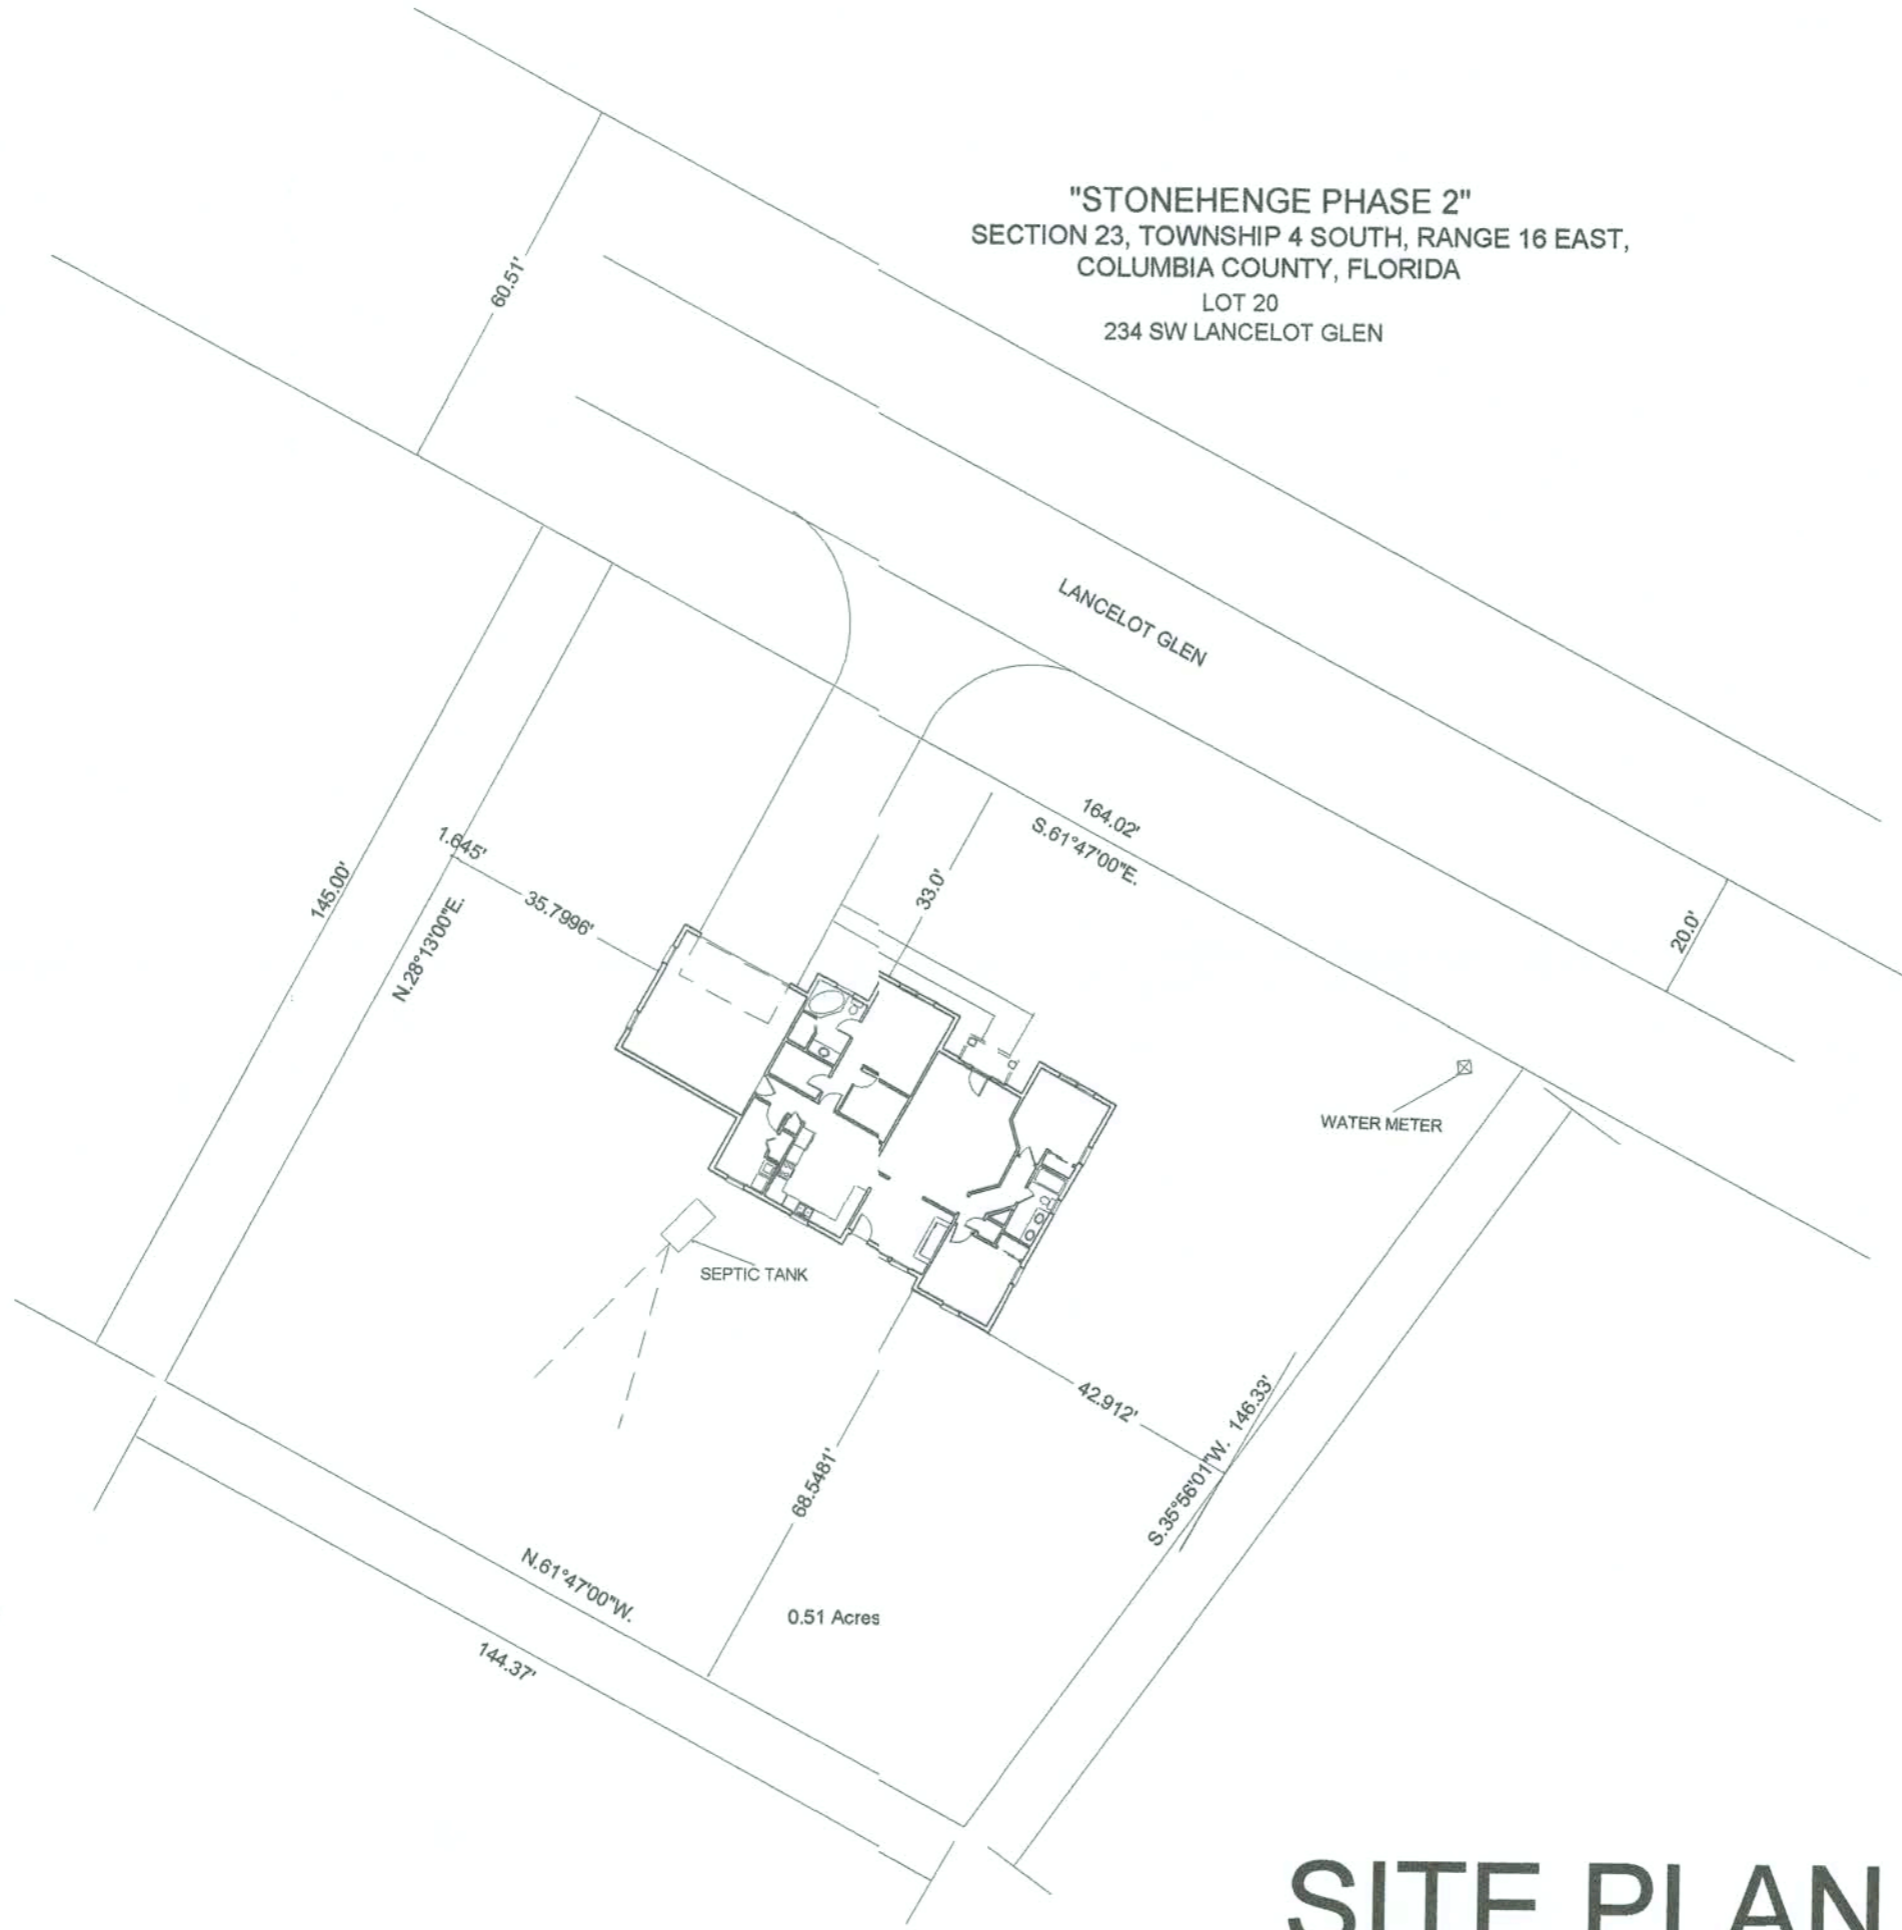 "STONEHENGE PHASE 2"
SECTION 23, TOWNSHIP 4 SOUTH, RANGE 16 EAST,
COLUMBIA COUNTY, FLORIDA
LOT 20
234 SW LANCELOT GLEN
60.51'
LANCELOT GLEN
164.02'
S.61°47'00"E.
1.645'
145.00'
35.7996'
N.28°13'00"E.
33.0'
20.0'
WATER METER
SEPTIC TANK
42.912'
S.35°56'01"W. 146.33'
68.5481'
N.61°47'00"W.
0.51 Acres
144.37'
SITE PLAN